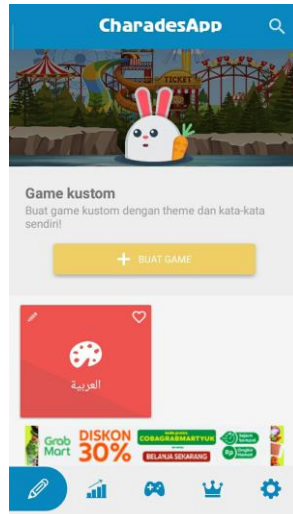 CharadesApp
TICKET
Game kustom
Buat game kustom dengan theme dan kata-kata
sendiri!
+ BUAT GAME
العربية
Grab
Mart
DISKON
30%
COBAGRABMARTYUK
BELANJA SEKARANG